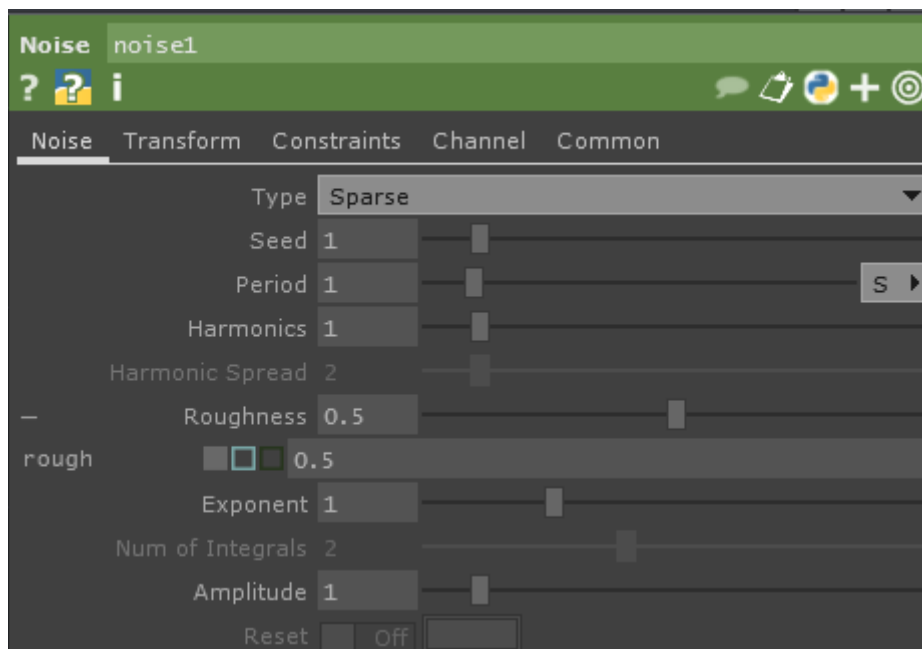 Noise noise1
? ? i
Noise Transform Constraints Channel Common
Type Sparse
Seed 1
Period 1 S
Harmonics 1
Harmonic Spread 2
Roughness 0.5
rough 0.5
Exponent 1
Num of Integrals 2
Amplitude 1
Reset Off